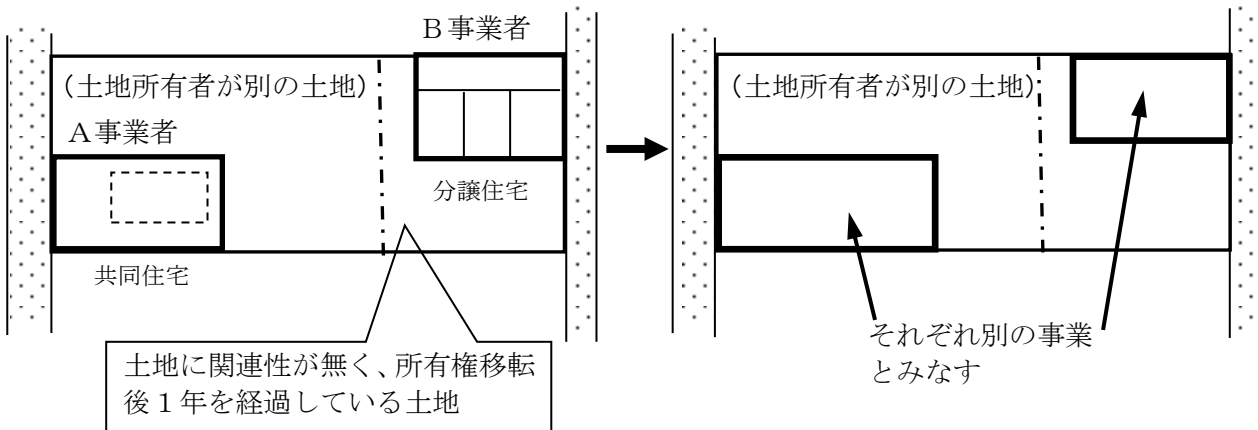 B事業者
(土地所有者が別の土地)
A事業者
分譲住宅
共同住宅
土地に関連性が無く、所有権移転
後1年を経過している土地
(土地所有者が別の土地)
それぞれ別の事業
とみなす